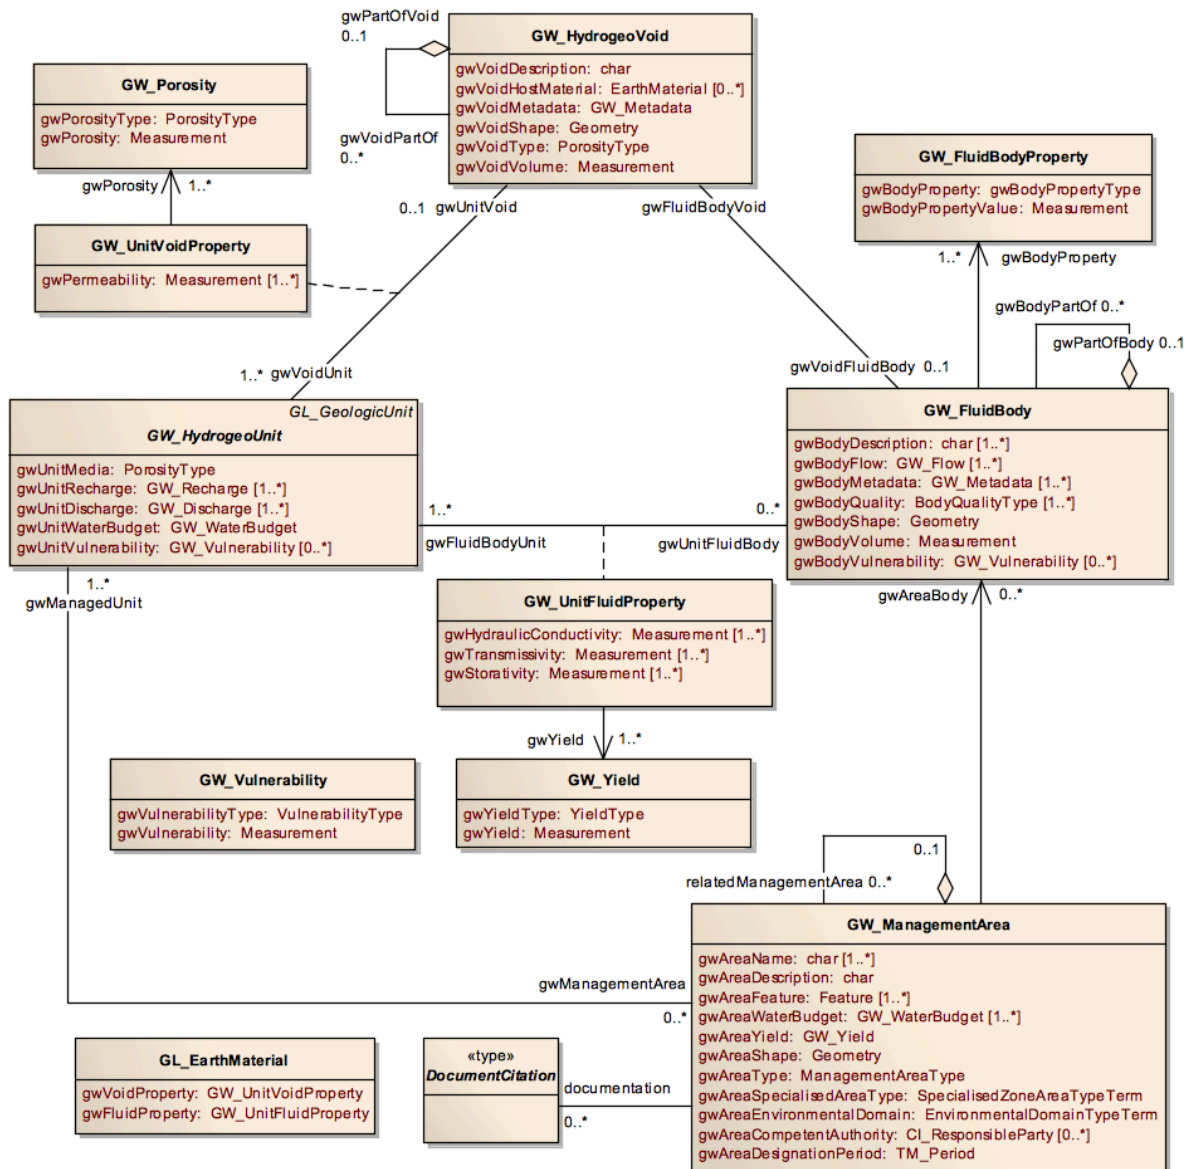 gwPartOfVoid
0..1
GW_HydrogeoVoid
gwVoidDescription: char
gwVoidHostMaterial: EarthMaterial [0..*]
gwVoidMetadata: GW_Metadata
gwVoidShape: Geometry
gwVoidType: PorosityType
gwVoidVolume: Measurement
gwVoidPartOf
0..*
GW_Porosity
gwPorosityType: PorosityType
gwPorosity: Measurement
gwPorosity
1..*
GW_UnitVoidProperty
gwPermeability: Measurement [1..*]
0..1 gwUnitVoid
gwFluidBodyVoid
GW_FluidBodyProperty
gwBodyProperty: gwBodyPropertyType
gwBodyPropertyValue: Measurement
1..*
gwBodyProperty
gwBodyPartOf 0..*
gwPartOfBody 0..1
gwVoidFluidBody 0..1
1..* gwVoidUnit
GL_GeologicUnit
GW_HydrogeoUnit
gwUnitMedia: PorosityType
gwUnitRecharge: GW_Recharge [1..*]
gwUnitDischarge: GW_Discharge [1..*]
gwUnitWaterBudget: GW_WaterBudget
gwUnitVulnerability: GW_Vulnerability [0..*]
GW_FluidBody
gwBodyDescription: char [1..*]
gwBodyFlow: GW_Flow [1..*]
gwBodyMetadata: GW_Metadata [1..*]
gwBodyQuality: BodyQualityType [1..*]
gwBodyShape: Geometry
gwBodyVolume: Measurement
gwBodyVulnerability: GW_Vulnerability [0..*]
1..*
gwFluidBodyUnit
0..*
gwUnitFluidBody
1..*
gwManagedUnit
gwAreaBody
0..*
GW_UnitFluidProperty
gwHydraulicConductivity: Measurement [1..*]
gwTransmissivity: Measurement [1..*]
gwStorativity: Measurement [1..*]
gwYield
1..*
GW_Vulnerability
gwVulnerabilityType: VulnerabilityType
gwVulnerability: Measurement
GW_Yield
gwYieldType: YieldType
gwYield: Measurement
0..1
relatedManagementArea 0..*
GW_ManagementArea
gwAreaName: char [1..*]
gwAreaDescription: char
gwAreaFeature: Feature [1..*]
gwAreaWaterBudget: GW_WaterBudget [1..*]
gwAreaYield: GW_Yield
gwAreaShape: Geometry
gwAreaType: ManagementAreaType
gwAreaSpecialisedAreaType: SpecialisedZoneAreaTypeTerm
gwAreaEnvironmentalDomain: EnvironmentalDomainTypeTerm
gwAreaCompetentAuthority: CI_ResponsibleParty [0..*]
gwAreaDesignationPeriod: TM_Period
gwManagementArea
0..*
GL_EarthMaterial
gwVoidProperty: GW_UnitVoidProperty
gwFluidProperty: GW_UnitFluidProperty
«type»
DocumentCitation
documentation
0..*